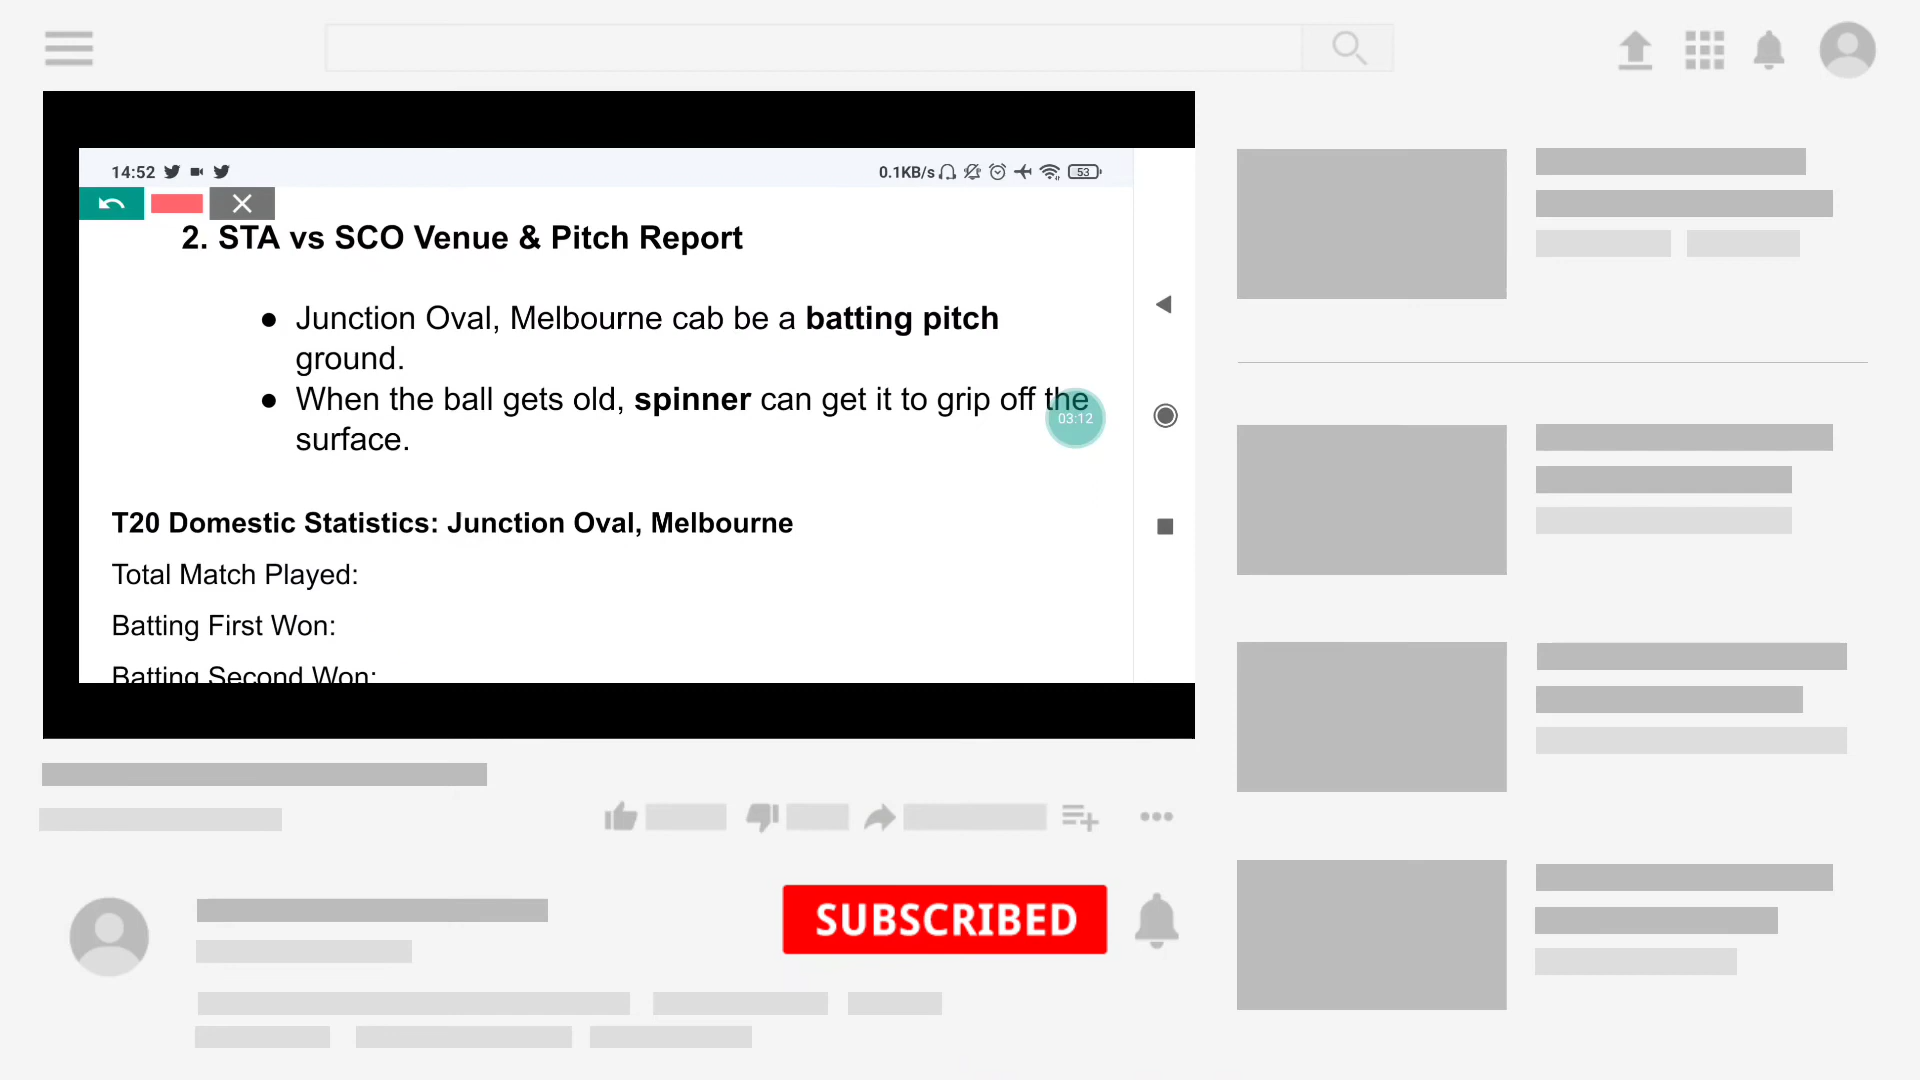 14:52
0.1KB/s
53
2. STA vs SCO Venue & Pitch Report
● Junction Oval, Melbourne cab be a batting pitch
ground.
● When the ball gets old, spinner can get it to grip off the
surface.
03:12
T20 Domestic Statistics: Junction Oval, Melbourne
Total Match Played:
Batting First Won:
Batting Second Won:
SUBSCRIBED